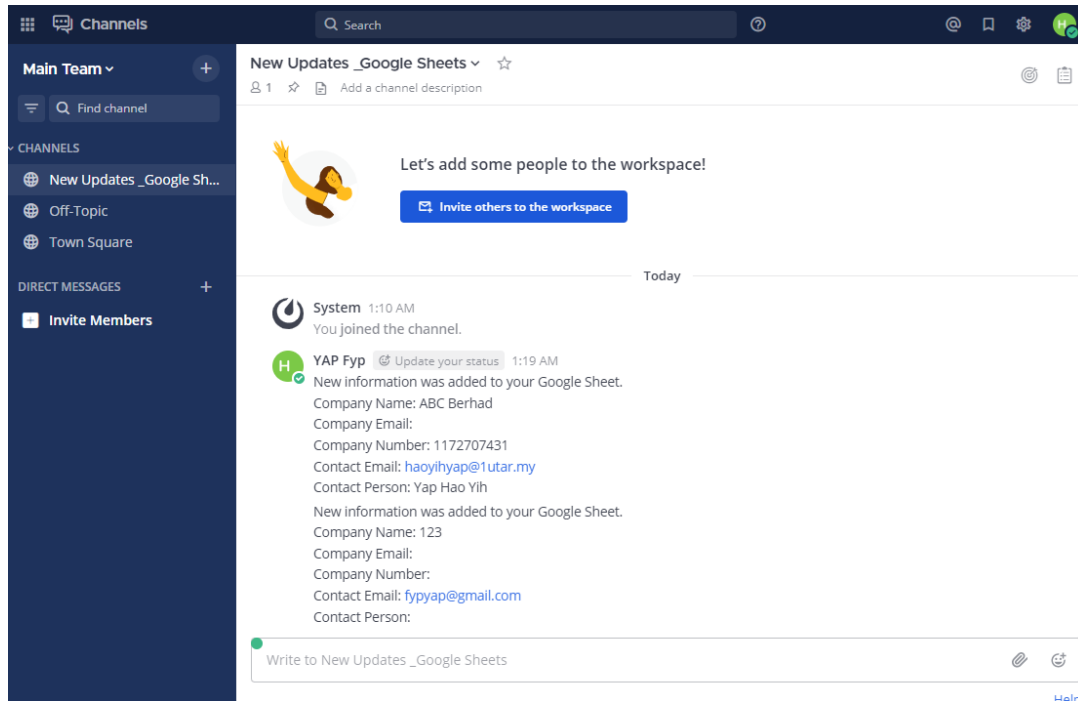 Channels
Search
Main Team
Find channel
CHANNELS
New Updates _Google Sh...
Off-Topic
Town Square
DIRECT MESSAGES
Invite Members
New Updates _Google Sheets
1 Add a channel description
Let's add some people to the workspace!
Invite others to the workspace
Today
System 1:10 AM
You joined the channel.
H YAP Fyp Update your status 1:19 AM
New information was added to your Google Sheet.
Company Name: ABC Berhad
Company Email:
Company Number: 1172707431
Contact Email: haoyihyap@1utar.my
Contact Person: Yap Hao Yih
New information was added to your Google Sheet.
Company Name: 123
Company Email:
Company Number:
Contact Email: fypyap@gmail.com
Contact Person:
Write to New Updates _Google Sheets
Help